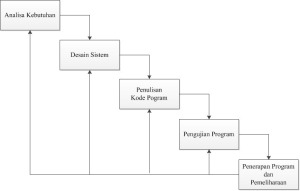 Analisa Kebutuhan
Desain Sistem
Penulisan
Kode Pogram
Pengujian Program
Penerapan Program
dan
Pemeliharaan